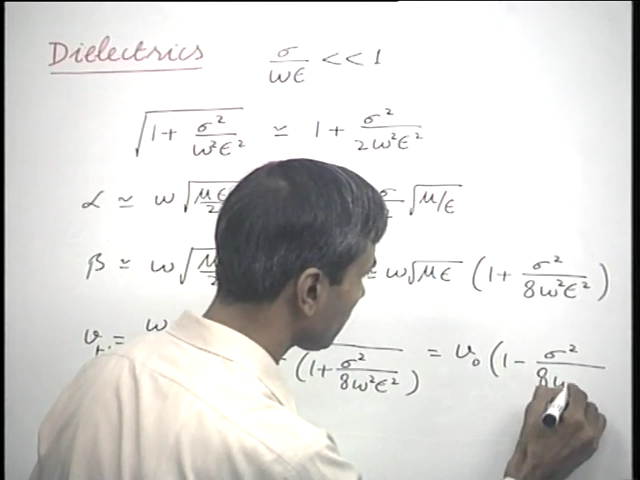 Dielectrics σ/ωϵ << 1
√(1 + σ²/ω²ϵ²) ≃ 1 + σ²/2ω²ϵ²
α ≃ ω √(μϵ/2 σ/ √μ/ϵ
β ≃ ω √(μ /2 ≃ ω√μϵ (1 + σ²/8ω²ϵ²)
v = ω (1 + σ²/8ω²ϵ²) = v₀ (1 − σ²/8ω